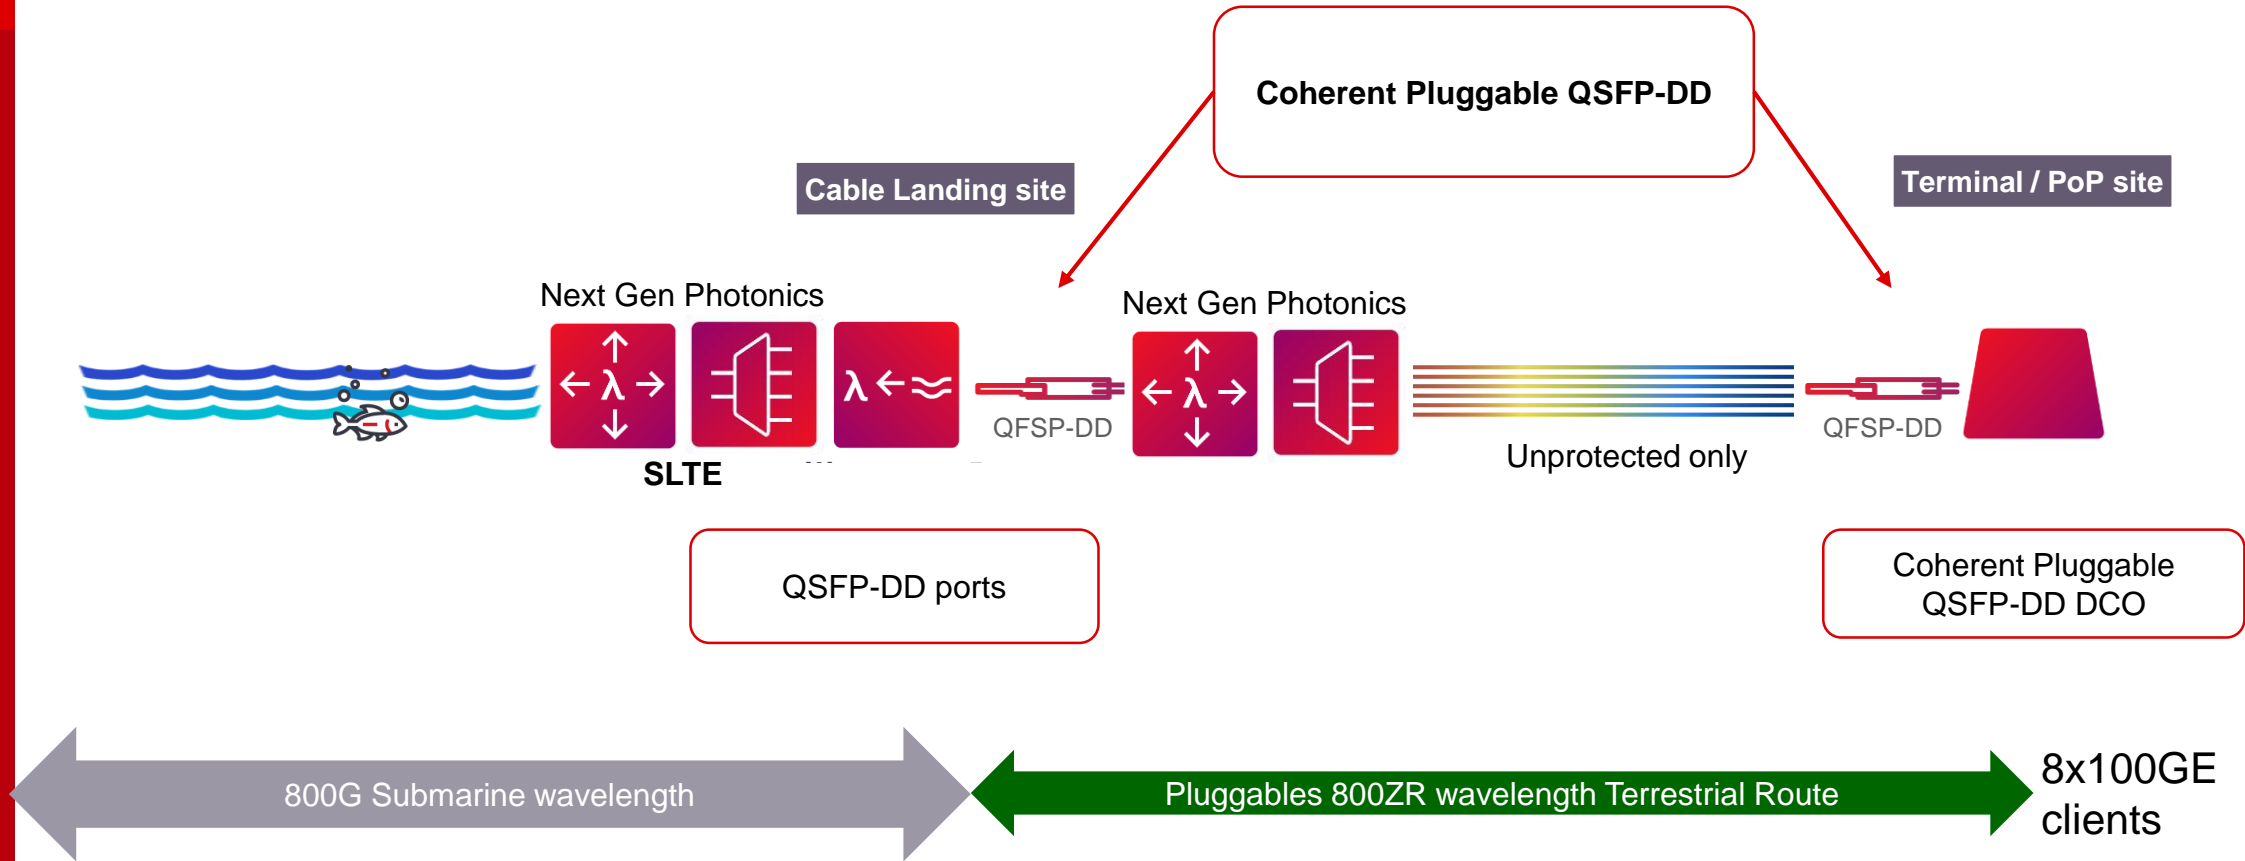 Coherent Pluggable QSFP-DD
Cable Landing site
Terminal / PoP site
Next Gen Photonics
Next Gen Photonics
λ
λ
λ
QFSP-DD
QFSP-DD
SLTE
Unprotected only
QSFP-DD ports
Coherent Pluggable
QSFP-DD DCO
800G Submarine wavelength
Pluggables 800ZR wavelength Terrestrial Route
8x100GE
clients